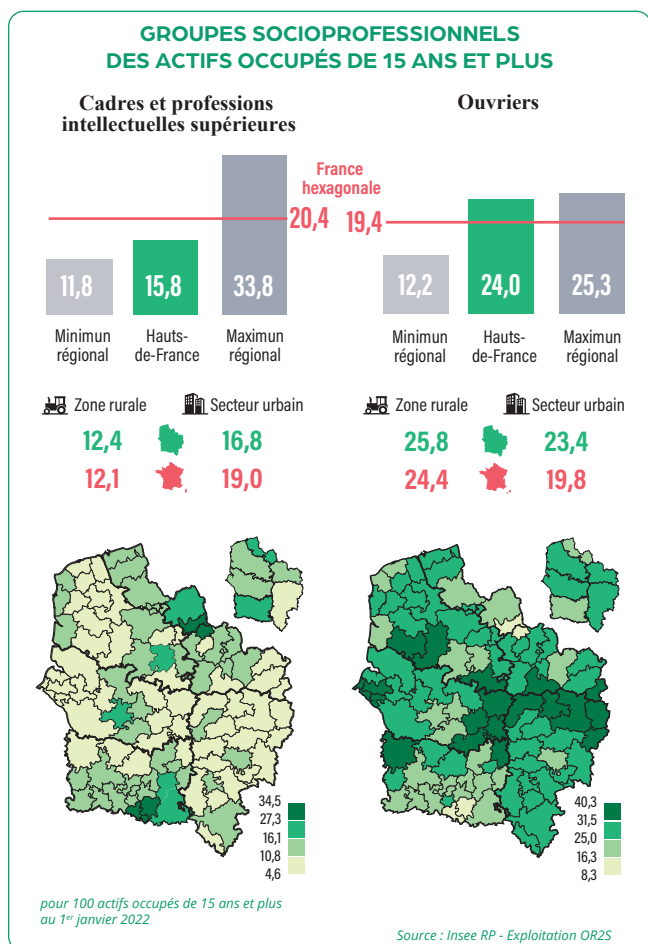 GROUPES SOCIOPROFESSIONNELS
DES ACTIFS OCCUPÉS DE 15 ANS ET PLUS
Cadres et professions
intellectuelles supérieures
France
hexagonale
20,4
11,8
15,8
33,8
Minimun
régional
Hauts-
de-France
Maximun
régional
Zone rurale
Secteur urbain
12,4
16,8
12,1
19,0
34,5
27,3
16,1
10,8
4,6
Ouvriers
19,4
12,2
24,0
25,3
Minimun
régional
Hauts-
de-France
Maximun
régional
Zone rurale
Secteur urbain
25,8
23,4
24,4
19,8
40,3
31,5
25,0
16,3
8,3
pour 100 actifs occupés de 15 ans et plus
au 1er janvier 2022
Source : Insee RP - Exploitation OR2S